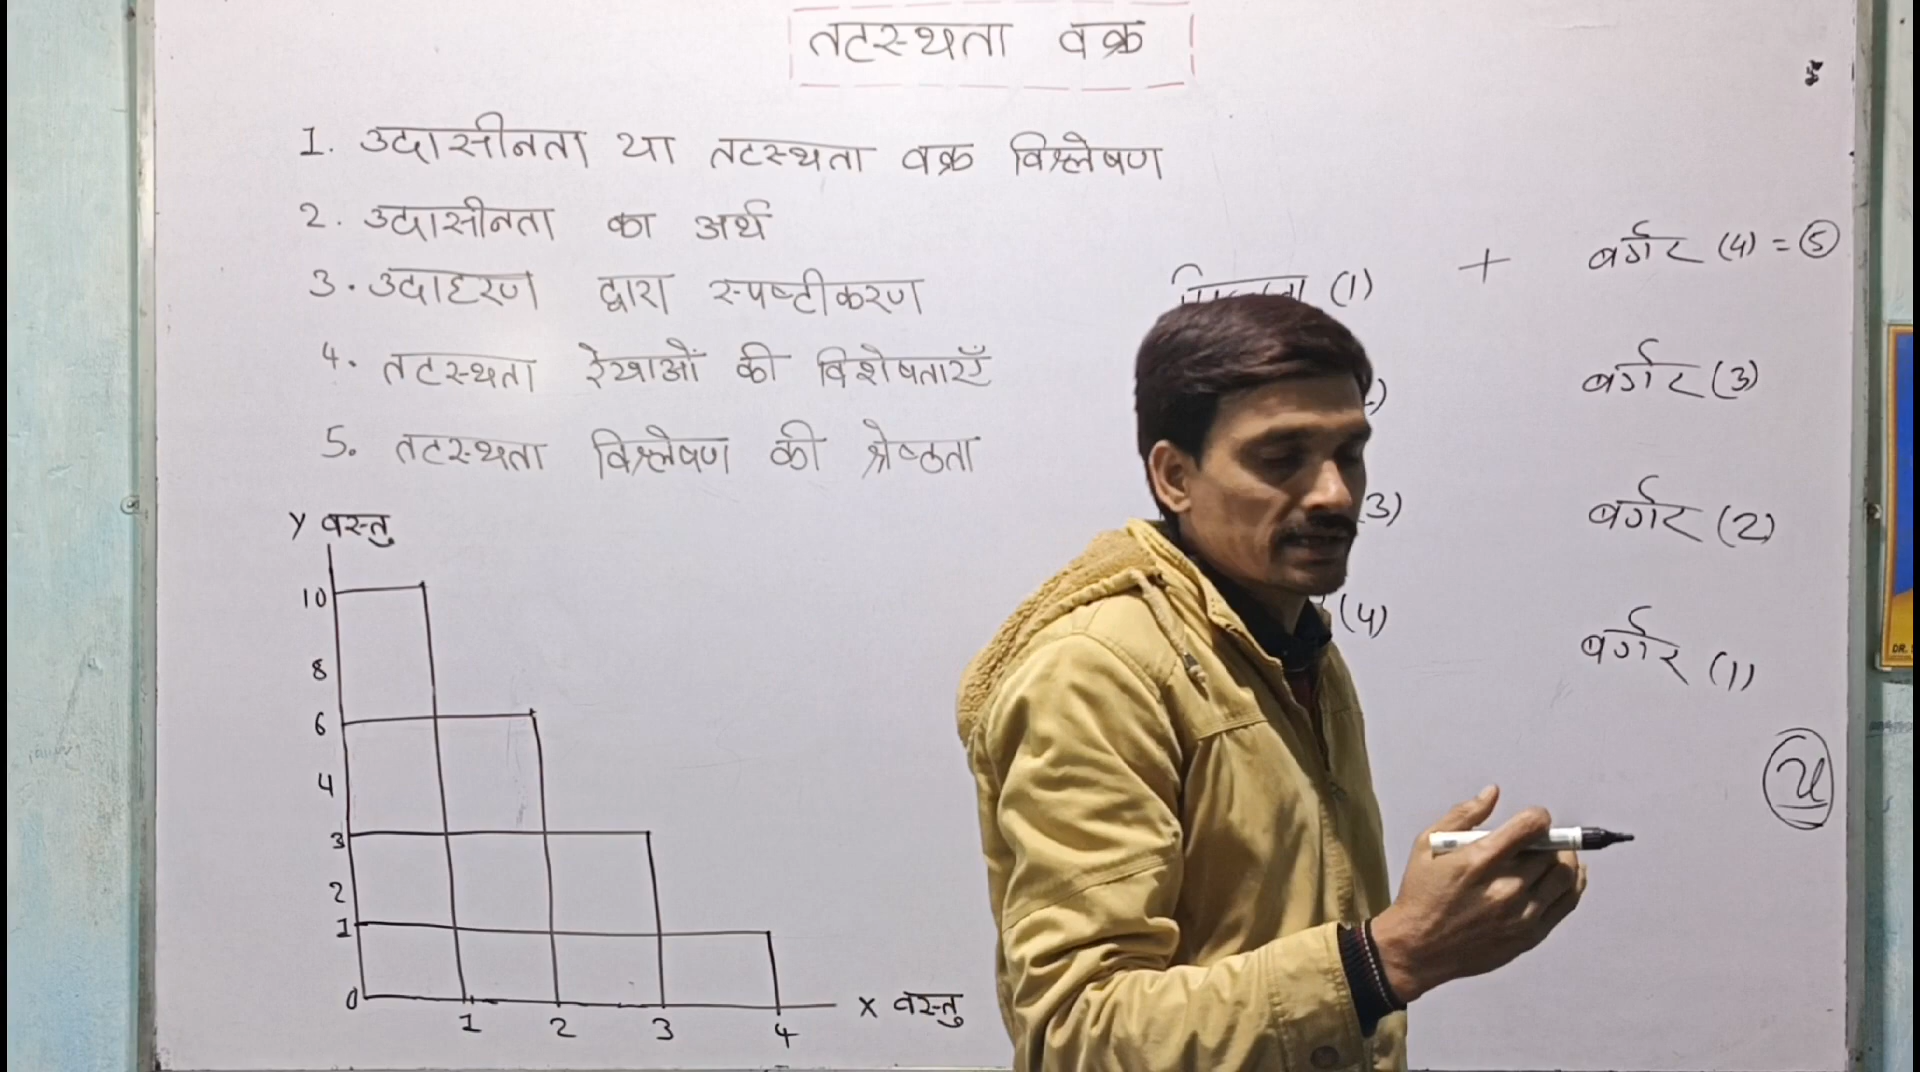 तटस्थता वक्र
1. उदासीनता या तटस्थता वक्र विश्लेषण
2. उदासीनता का अर्थ
3. उदाहरण द्वारा स्पष्टीकरण
4. तटस्थता रेखाओं की विशेषताएँ
5. तटस्थता विश्लेषण की श्रेष्ठता
(1) + बर्गर (4) = 5
बर्गर (3)
3) बर्गर (2)
(4) बर्गर (1)
Y वस्तु
10
8
6
4
3
2
1
0
1 2 3 4
X वस्तु
DR.